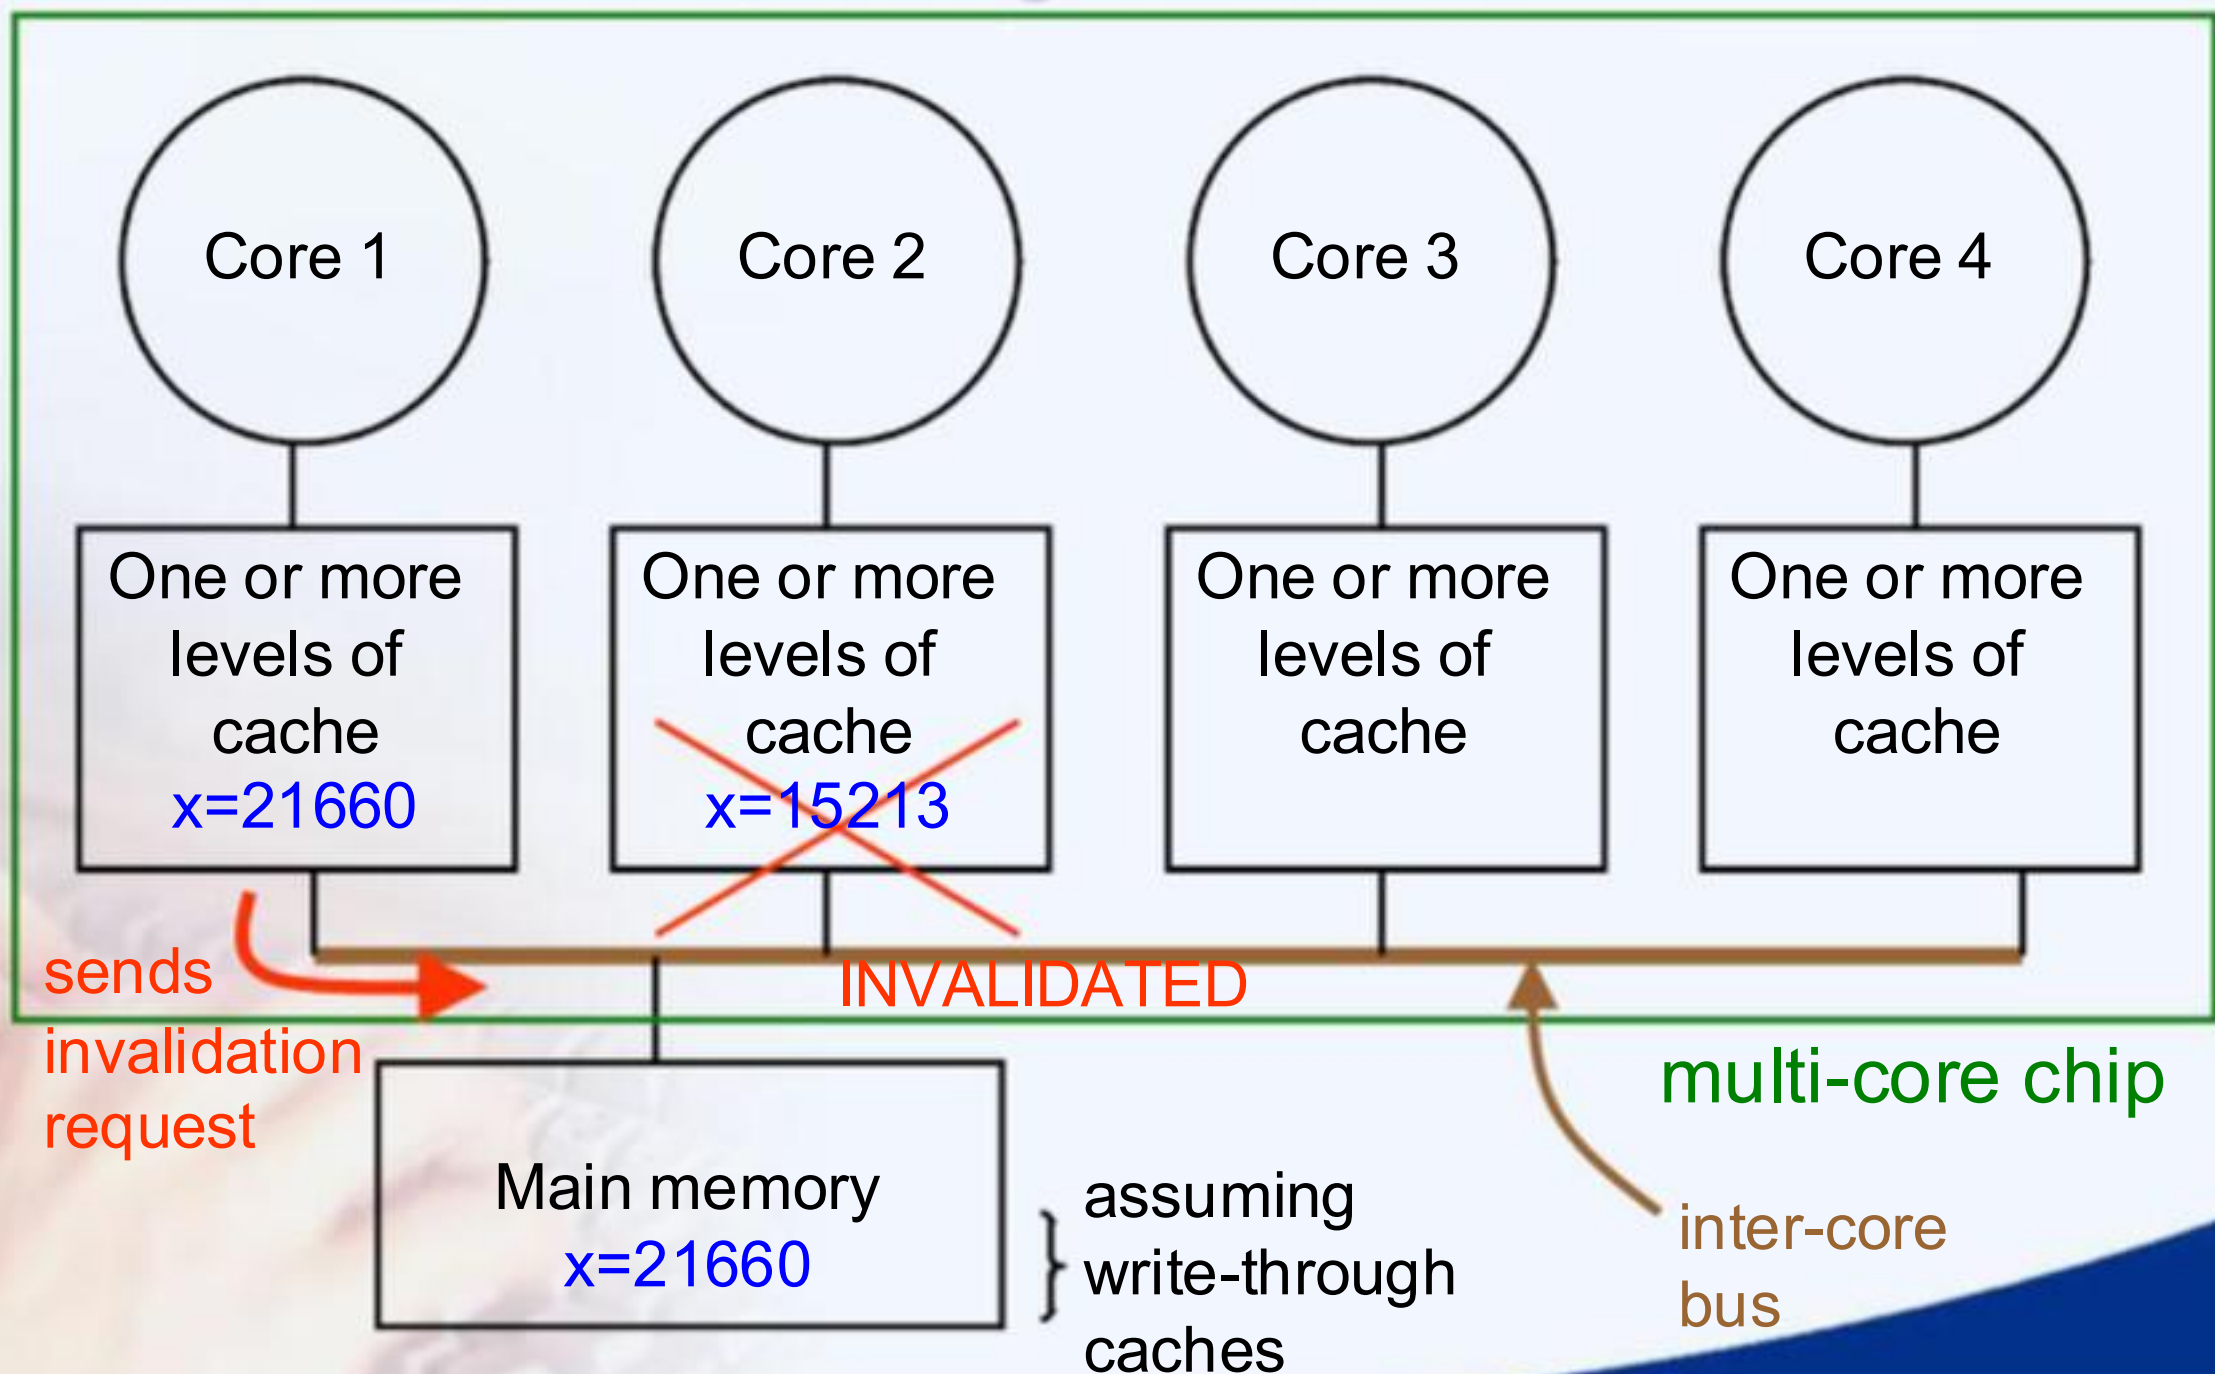 Core 1
Core 2
Core 3
Core 4
One or more
levels of
cache
x=21660
One or more
levels of
cache
x=15213
One or more
levels of
cache
One or more
levels of
cache
sends
invalidation
request
INVALIDATED
multi-core chip
Main memory
x=21660
assuming
write-through
caches
inter-core
bus